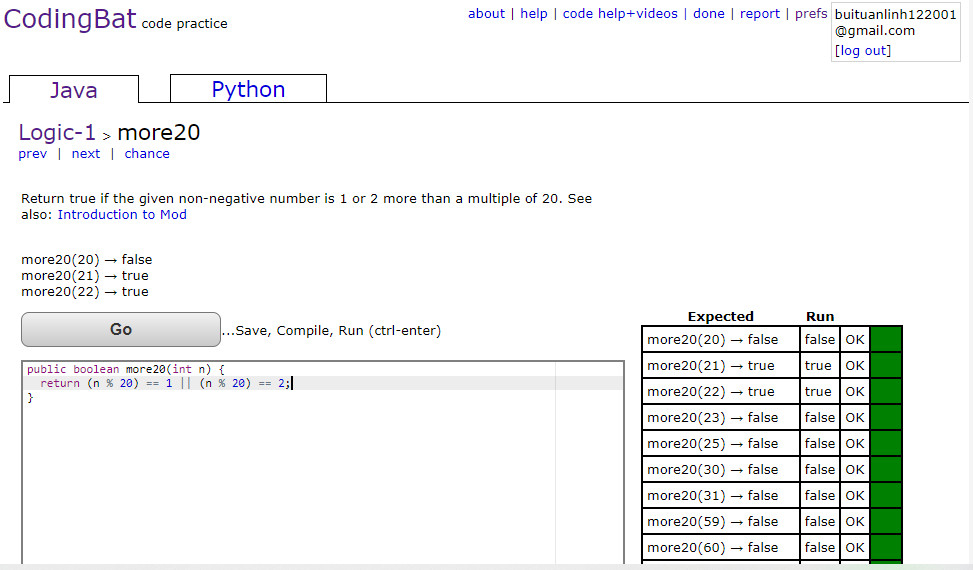 CodingBat code practice
about | help | code help+videos | done | report | prefs
buituanlinh122001
@gmail.com
[log out]
Java
Python
Logic-1 > more20
prev | next | chance
Return true if the given non-negative number is 1 or 2 more than a multiple of 20. See
also: Introduction to Mod
more20(20) → false
more20(21) → true
more20(22) → true
Go
...Save, Compile, Run (ctrl-enter)
public boolean more20(int n) {
return (n % 20) == 1 || (n % 20) == 2;
}
Expected Run
more20(20) → false false OK
more20(21) → true true OK
more20(22) → true true OK
more20(23) → false false OK
more20(25) → false false OK
more20(30) → false false OK
more20(31) → false false OK
more20(59) → false false OK
more20(60) → false false OK